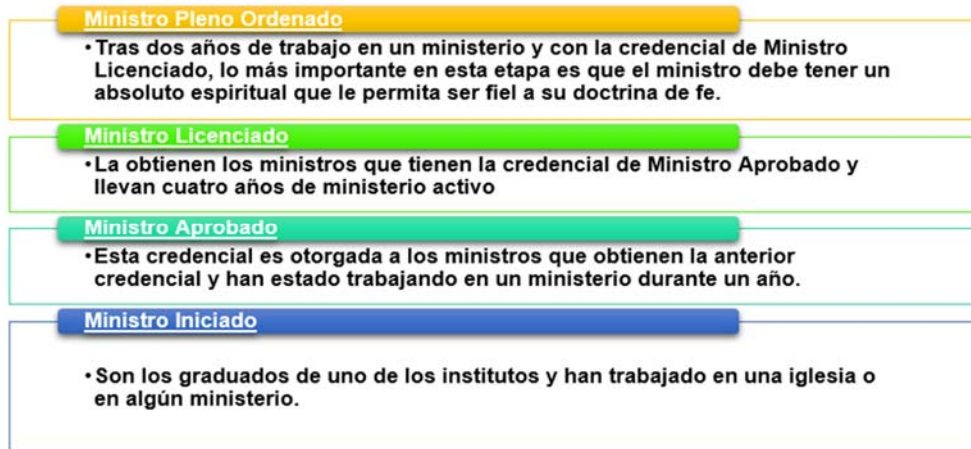 Ministro Pleno Ordenado
•Tras dos años de trabajo en un ministerio y con la credencial de Ministro
Licenciado, lo más importante en esta etapa es que el ministro debe tener un
absoluto espiritual que le permita ser fiel a su doctrina de fe.
Ministro Licenciado
•La obtienen los ministros que tienen la credencial de Ministro Aprobado y
llevan cuatro años de ministerio activo
Ministro Aprobado
•Esta credencial es otorgada a los ministros que obtienen la anterior
credencial y han estado trabajando en un ministerio durante un año.
Ministro Iniciado
•Son los graduados de uno de los institutos y han trabajado en una iglesia o
en algún ministerio.